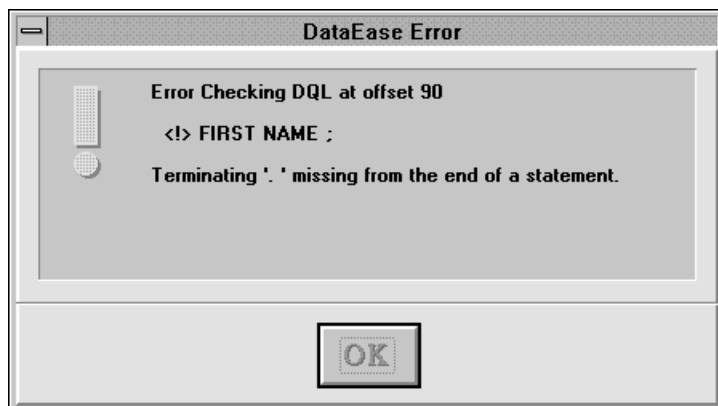 DataEase Error
Error Checking DQL at offset 90
<!> FIRST NAME ;
Terminating '. ' missing from the end of a statement.
OK